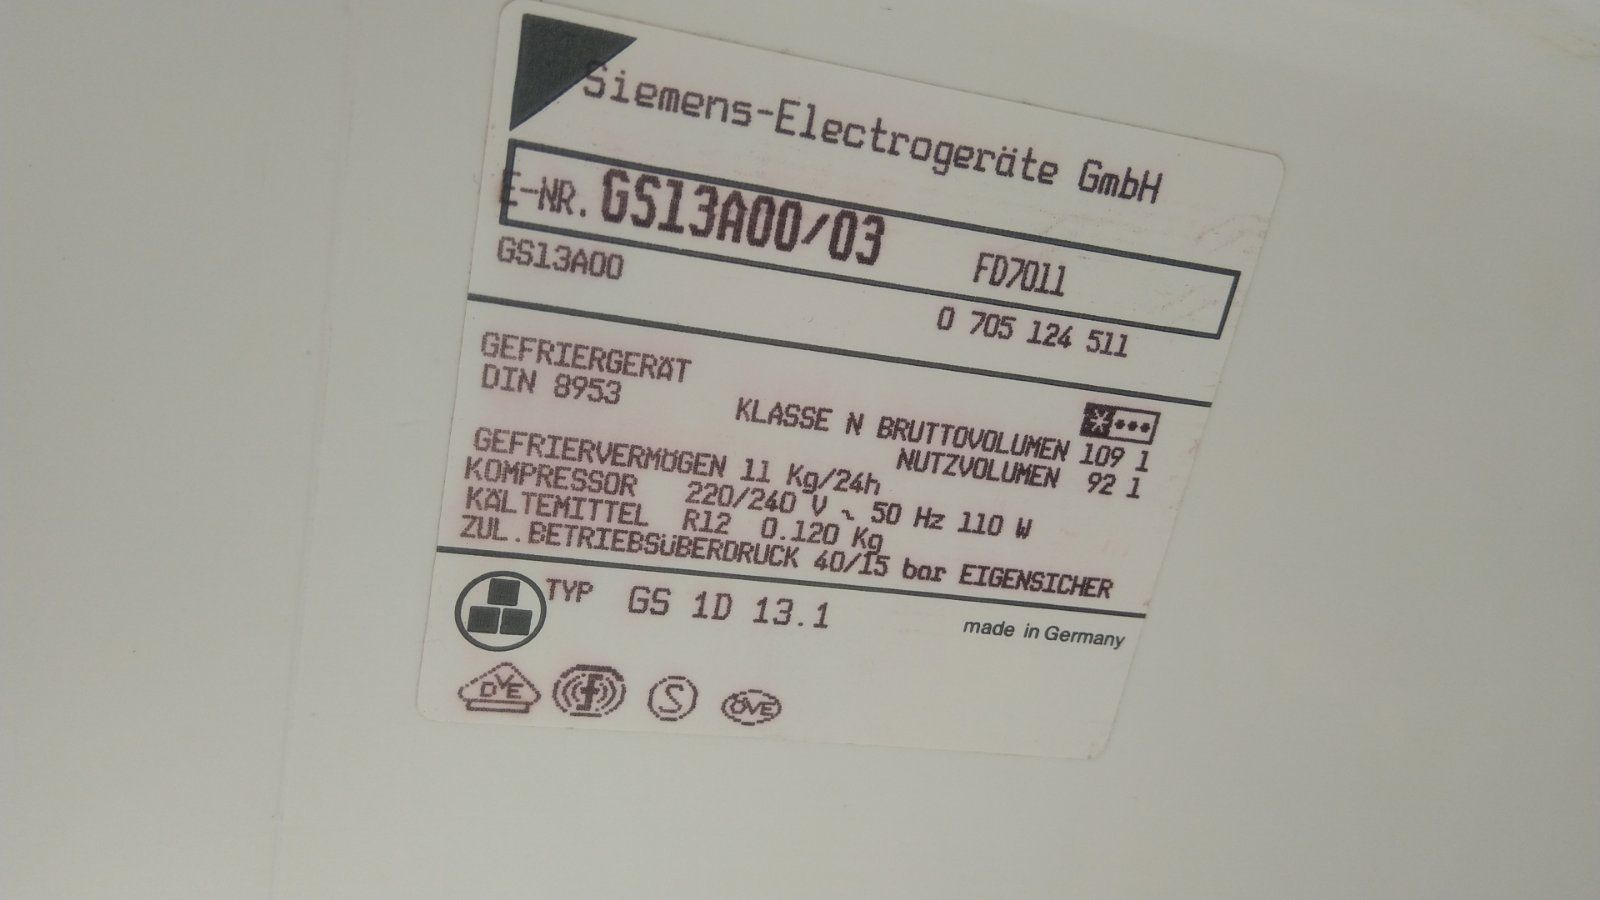 Siemens-Electrogeräte GmbH
E-NR. GS13A00/03 FD7011
GS13A00 0 705 124 511
GEFRIERGERÄT
DIN 8953
KLASSE N BRUTTOVOLUMEN 109 l
NUTZVOLUMEN 92 l
GEFRIERVERMÖGEN 11 Kg/24h
KOMPRESSOR 220/240 V ~ 50 Hz 110 W
KÄLTEMITTEL R12 0.120 Kg
ZUL.BETRIEBSÜBERDRUCK 40/15 bar EIGENSICHER
TYP GS 1D 13.1
made in Germany
DVE S ÖVE